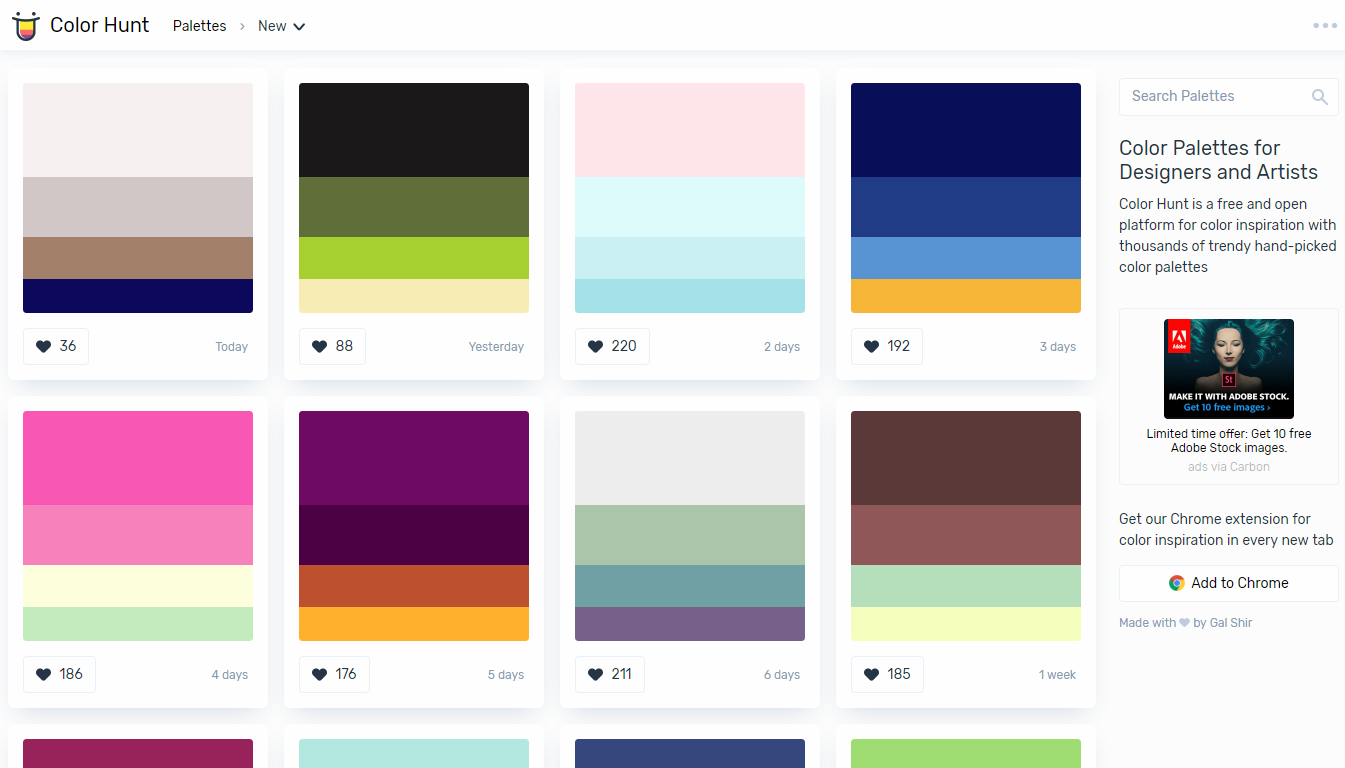 Color Hunt
Palettes › New
Search Palettes
36 Today
88 Yesterday
220 2 days
192 3 days
Color Palettes for
Designers and Artists
Color Hunt is a free and open
platform for color inspiration with
thousands of trendy hand-picked
color palettes
Adobe
St
MAKE IT WITH ADOBE STOCK.
Get 10 free images ›
Limited time offer: Get 10 free
Adobe Stock images.
ads via Carbon
186 4 days
176 5 days
211 6 days
185 1 week
Get our Chrome extension for
color inspiration in every new tab
Add to Chrome
Made with by Gal Shir